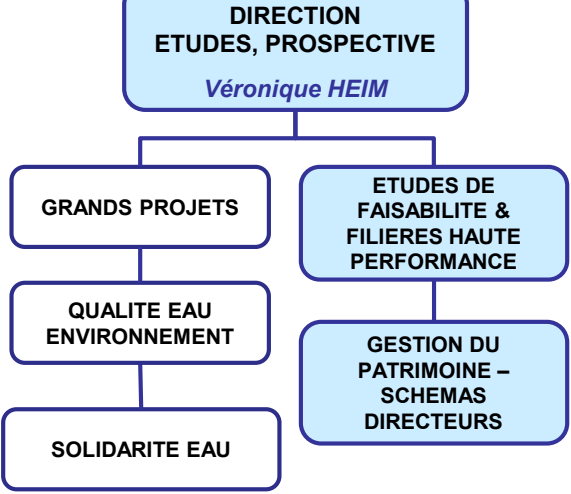 DIRECTION
ETUDES, PROSPECTIVE
Véronique HEIM
GRANDS PROJETS
QUALITE EAU
ENVIRONNEMENT
SOLIDARITE EAU
ETUDES DE
FAISABILITE &
FILIERES HAUTE
PERFORMANCE
GESTION DU
PATRIMOINE –
SCHEMAS
DIRECTEURS